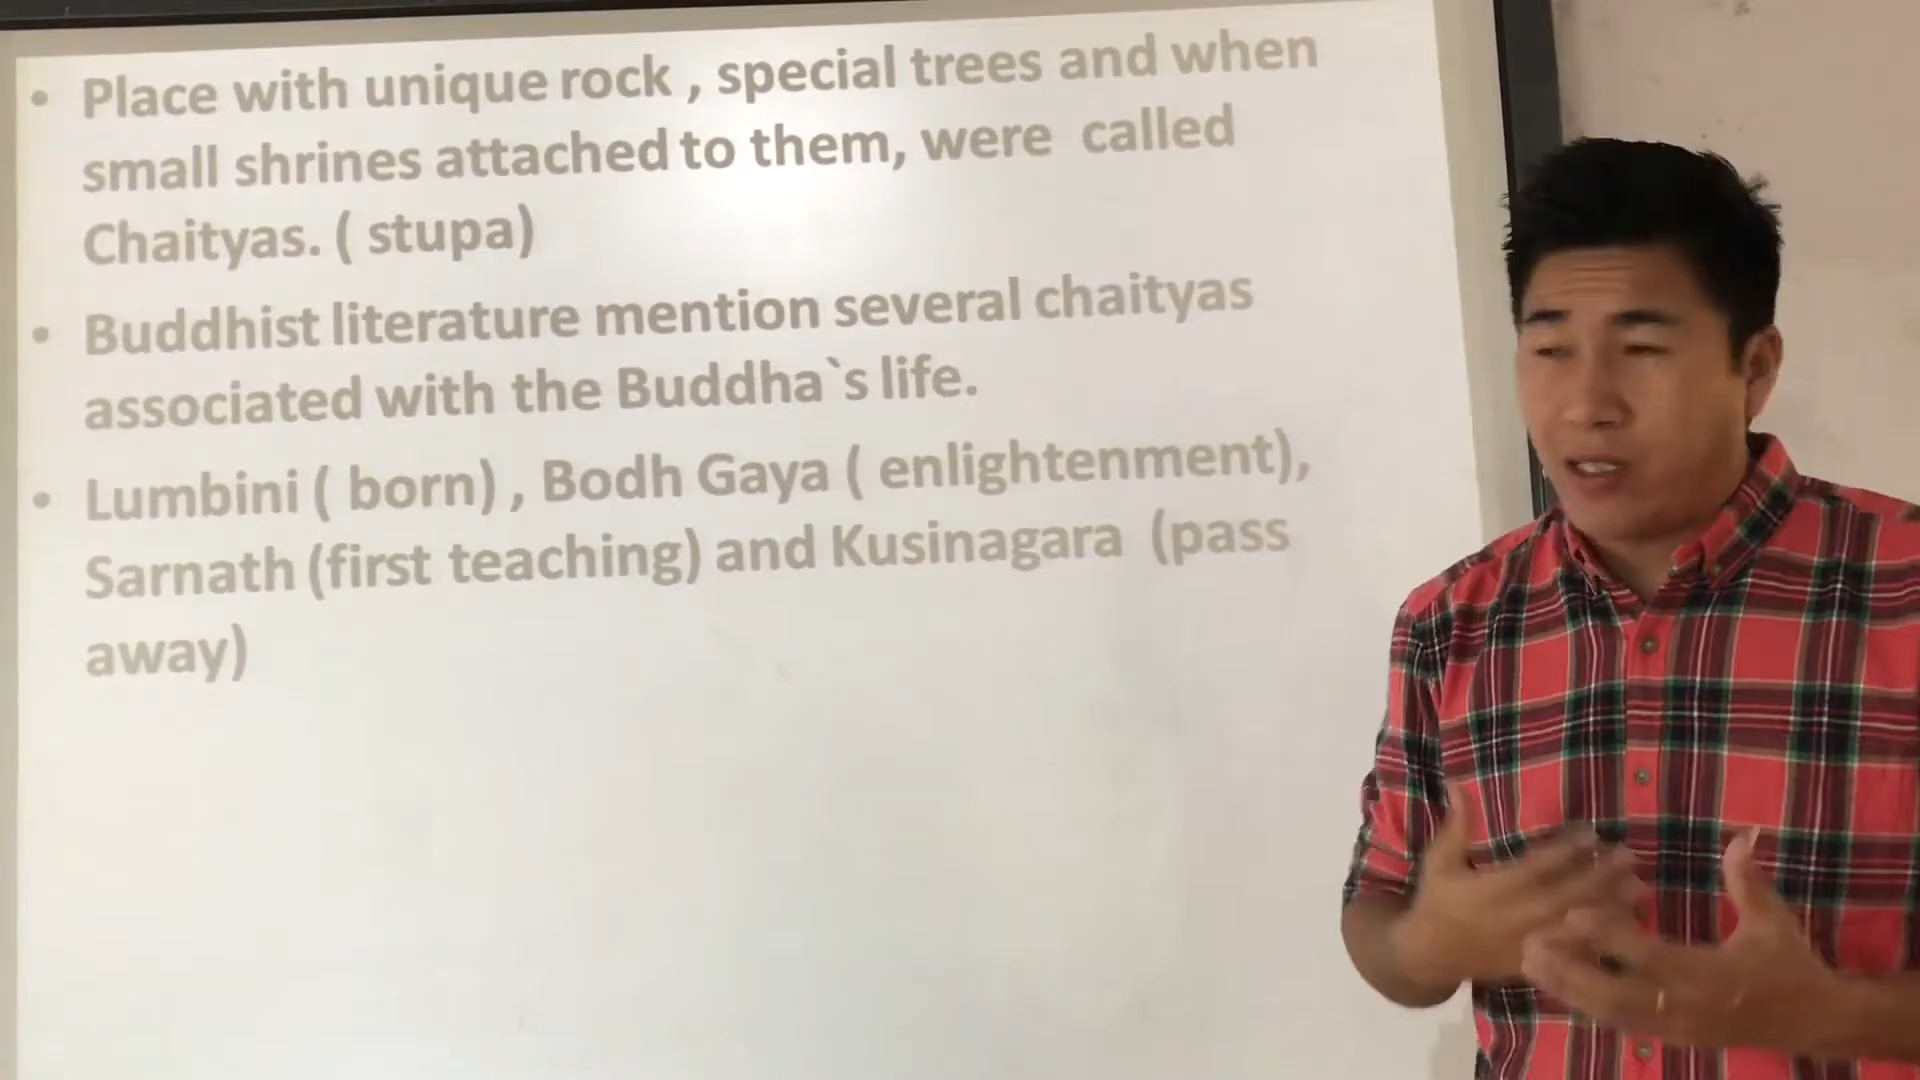 • Place with unique rock , special trees and when
small shrines attached to them, were called
Chaityas. ( stupa)
• Buddhist literature mention several chaityas
associated with the Buddha`s life.
• Lumbini ( born) , Bodh Gaya ( enlightenment),
Sarnath (first teaching) and Kusinagara (pass
away)